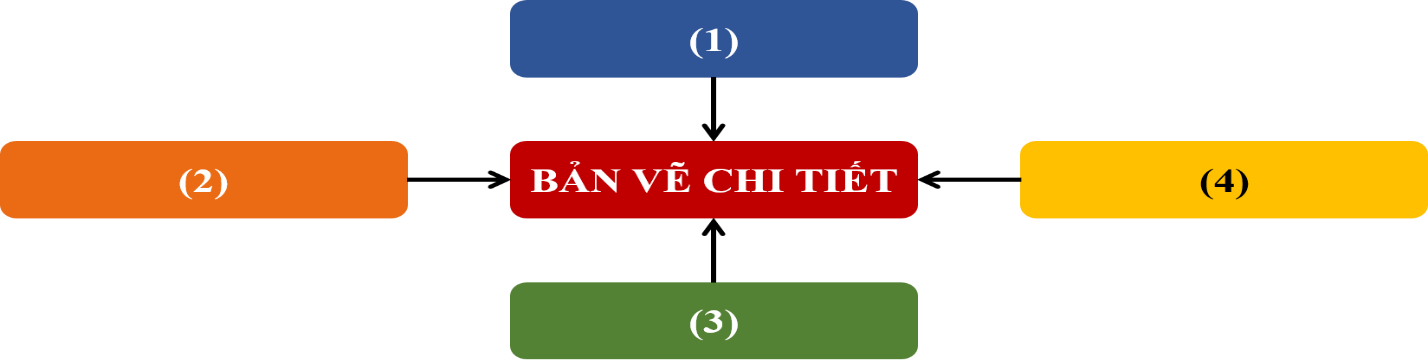 (1)
(2)
BẢN VẼ CHI TIẾT
(4)
(3)